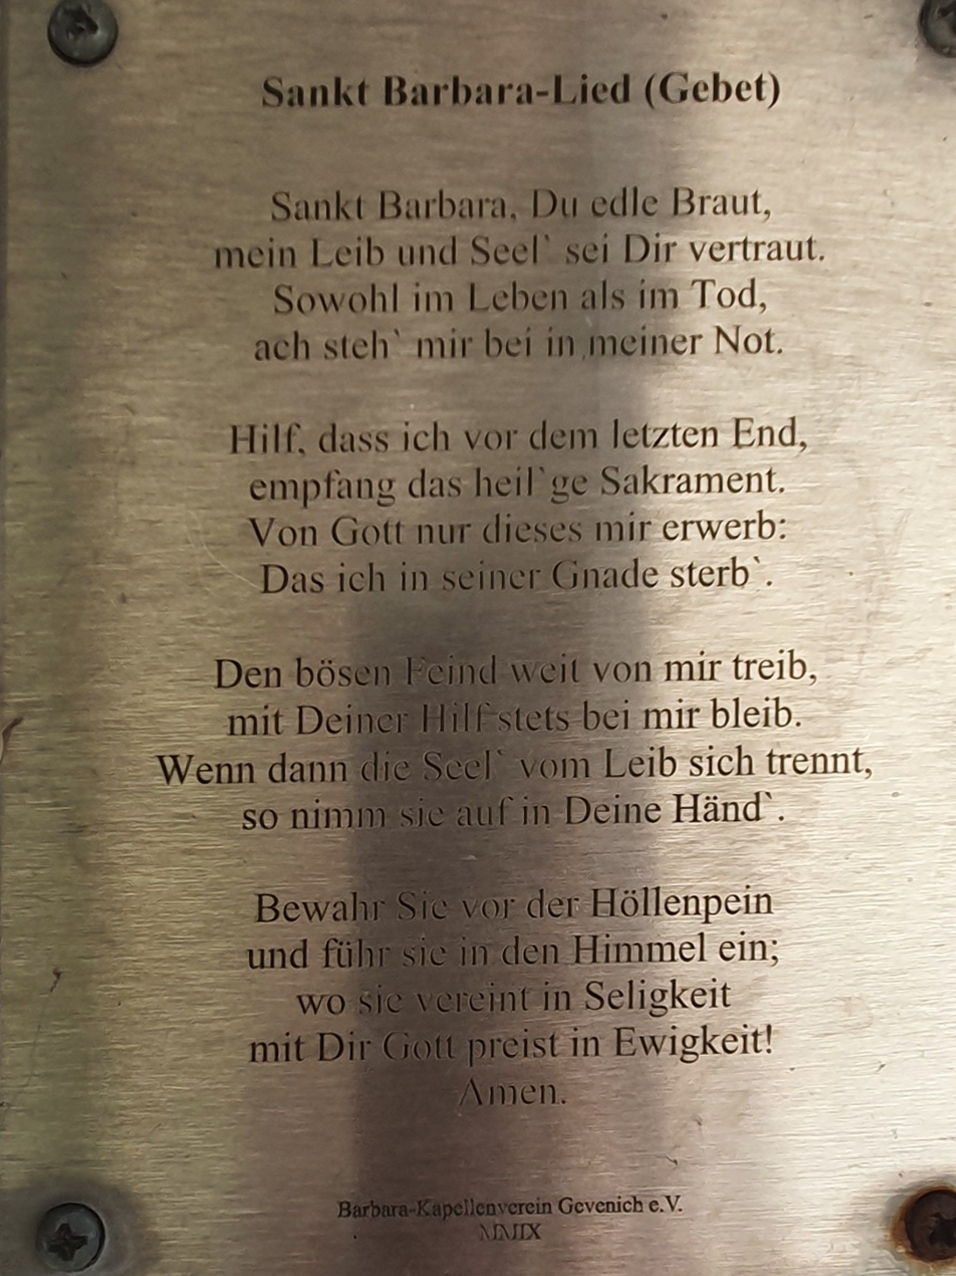 Sankt Barbara-Lied (Gebet)
Sankt Barbara, Du edle Braut,
mein Leib und Seel` sei Dir vertraut.
Sowohl im Leben als im Tod,
ach steh` mir bei in meiner Not.
Hilf, dass ich vor dem letzten End,
empfang das heil`ge Sakrament.
Von Gott nur dieses mir erwerb:
Das ich in seiner Gnade sterb`.
Den bösen Feind weit von mir treib,
mit Deiner Hilf stets bei mir bleib.
Wenn dann die Seel` vom Leib sich trennt,
so nimm sie auf in Deine Händ`.
Bewahr Sie vor der Höllenpein
und führ sie in den Himmel ein;
wo sie vereint in Seligkeit
mit Dir Gott preist in Ewigkeit!
Amen.
Barbara-Kapellenverein Gevenich e.V.
MMIX